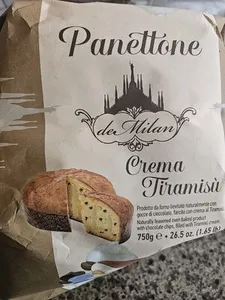 Panettone
de Milan
Crema
Tiramisù
Prodotto da forno lievitato naturalmente con
gocce di cioccolato, farcito con crema al Tiramisù
Naturally leavened oven Baked product
with chocolate chips, filled with Tiramisù cream
750g • 26.5 oz. (1.65 lb)